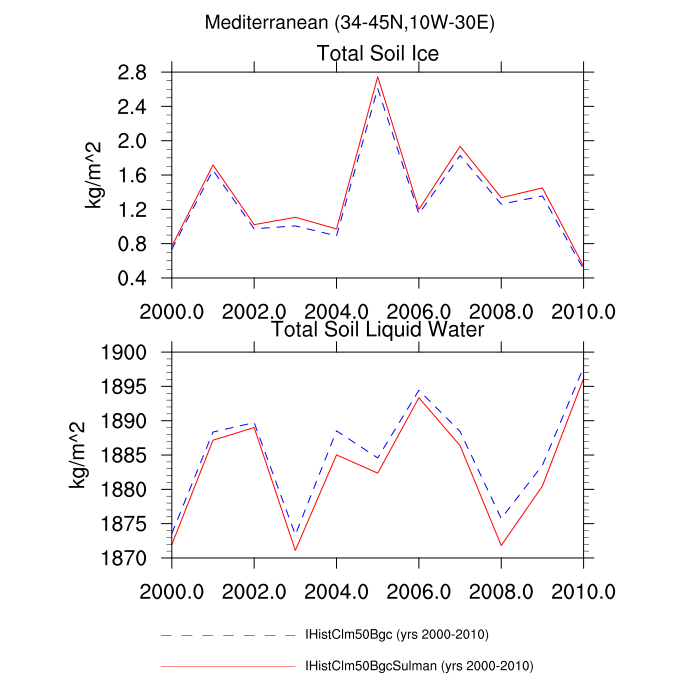 Mediterranean (34-45N,10W-30E)
Total Soil Ice
2.8
2.4
2.0
1.6
1.2
0.8
0.4
kg/m^2
2000.0 2002.0 2004.0 2006.0 2008.0 2010.0
Total Soil Liquid Water
1900
1895
1890
1885
1880
1875
1870
kg/m^2
2000.0 2002.0 2004.0 2006.0 2008.0 2010.0
IHistClm50Bgc (yrs 2000-2010)
IHistClm50BgcSulman (yrs 2000-2010)